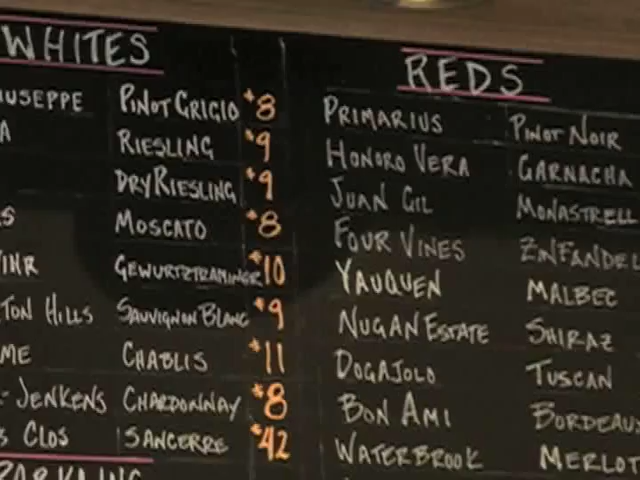 WHITES
PINOT GRIGIO $8
RIESLING $9
DRY RIESLING $9
MOSCATO $8
GEWURTZTRAMINER $10
TON HILLS SAUVIGNON BLANC $9
ME CHABLIS $11
JENKENS CHARDONNAY $8
CLOS SANCERRE $42
REDS
PRIMARIUS PINOT NOIR
HONORO VERA GARNACHA
JUAN GIL MONASTRELL
FOUR VINES ZINFANDEL
YAUQUEN MALBEC
NUGAN ESTATE SHIRAZ
DOGAJOLO TUSCAN
BON AMI BORDEAUX
WATERBROOK MERLOT